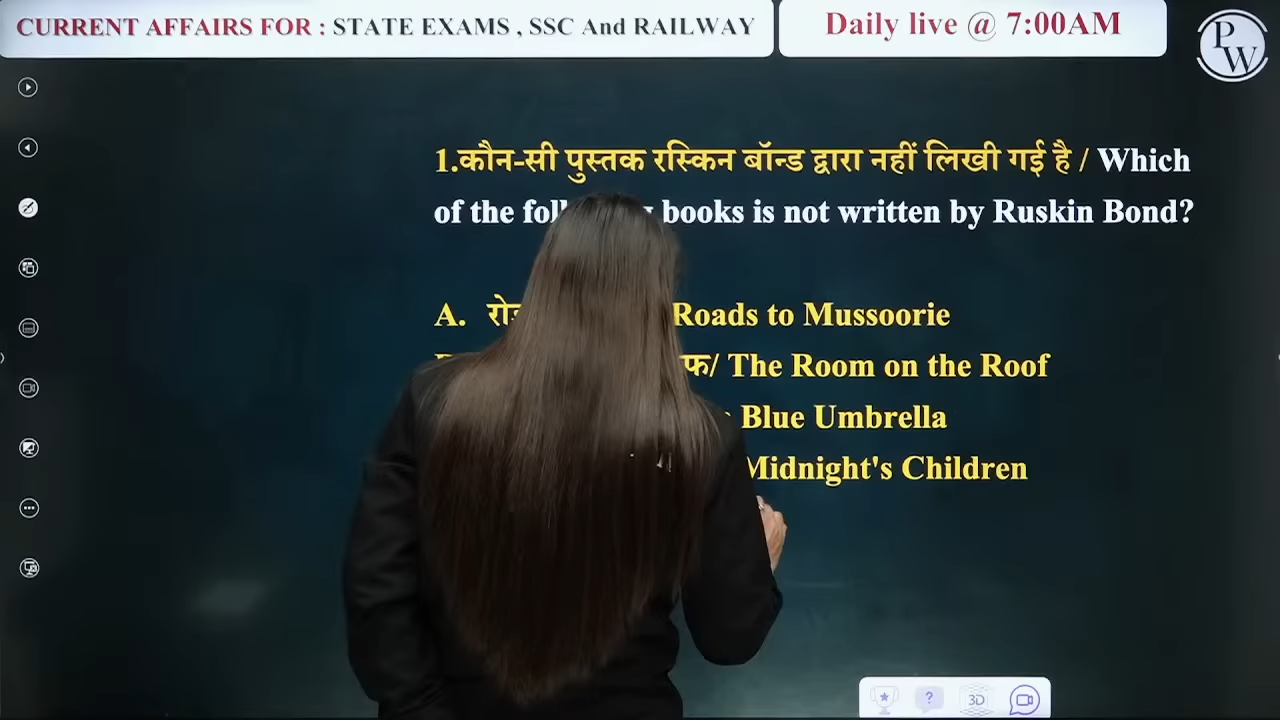 CURRENT AFFAIRS FOR : STATE EXAMS , SSC And RAILWAY
Daily live @ 7:00AM
PW
1.कौन-सी पुस्तक रस्किन बॉन्ड द्वारा नहीं लिखी गई है / Which
of the books is not written by Ruskin Bond?
A. Roads to Mussoorie
/ The Room on the Roof
Blue Umbrella
Midnight's Children
?
3D